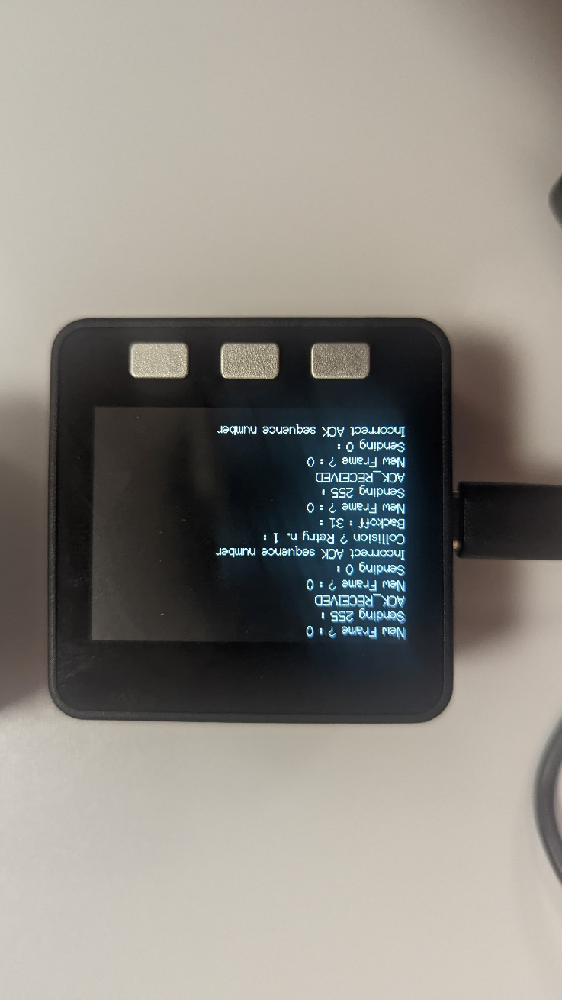 New Frame ? : 0
Sending 255 :
ACK_RECEIVED
New Frame ? : 0
Sending 0 :
Incorrect ACK sequence number
Collision ? Retry n. 1 :
Backoff : 31 :
New Frame ? : 0
Sending 255 :
ACK_RECEIVED
New Frame ? : 0
Sending 0 :
Incorrect ACK sequence number